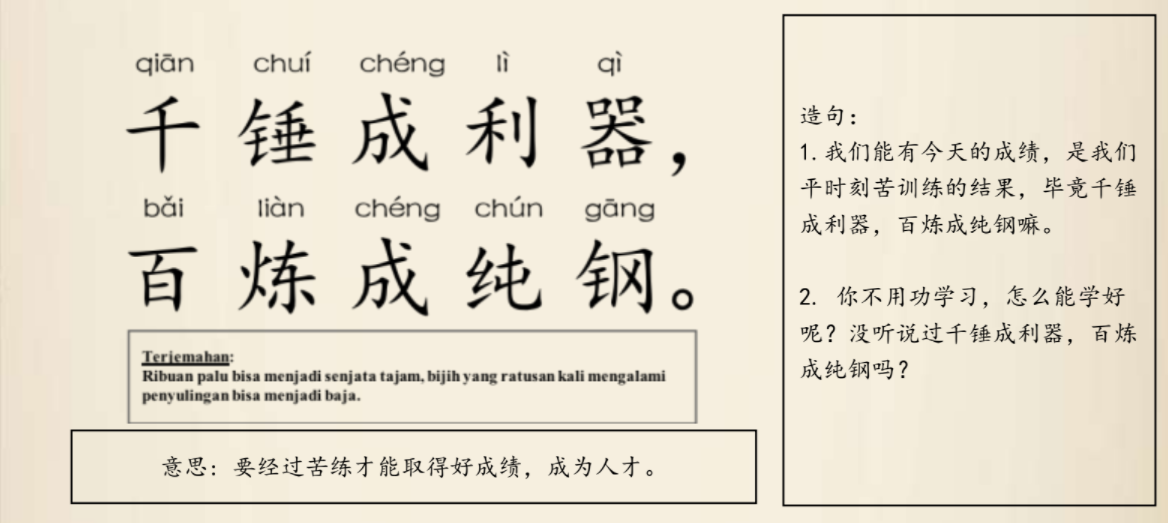 qiān chuí chéng lì qì
千锤成利器，
bǎi liàn chéng chún gāng
百炼成纯钢。
Terjemahan:
Ribuan palu bisa menjadi senjata tajam, bijih yang ratusan kali mengalami
penyulingan bisa menjadi baja.
意思：要经过苦练才能取得好成绩，成为人才。
造句：
1.我们能有今天的成绩，是我们
平时刻苦训练的结果，毕竟千锤
成利器，百炼成纯钢嘛。
2. 你不用功学习，怎么能学好
呢？没听说过千锤成利器，百炼
成纯钢吗？